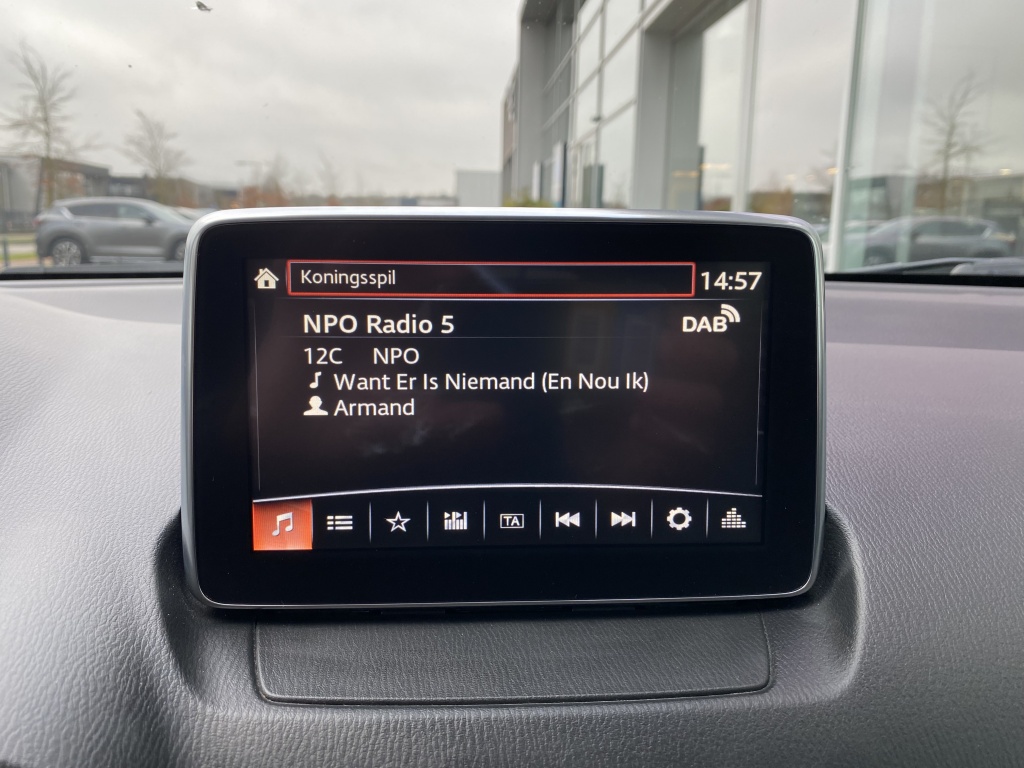 Koningsspil 14:57
NPO Radio 5 DAB
12C NPO
Want Er Is Niemand (En Nou Ik)
Armand
TA